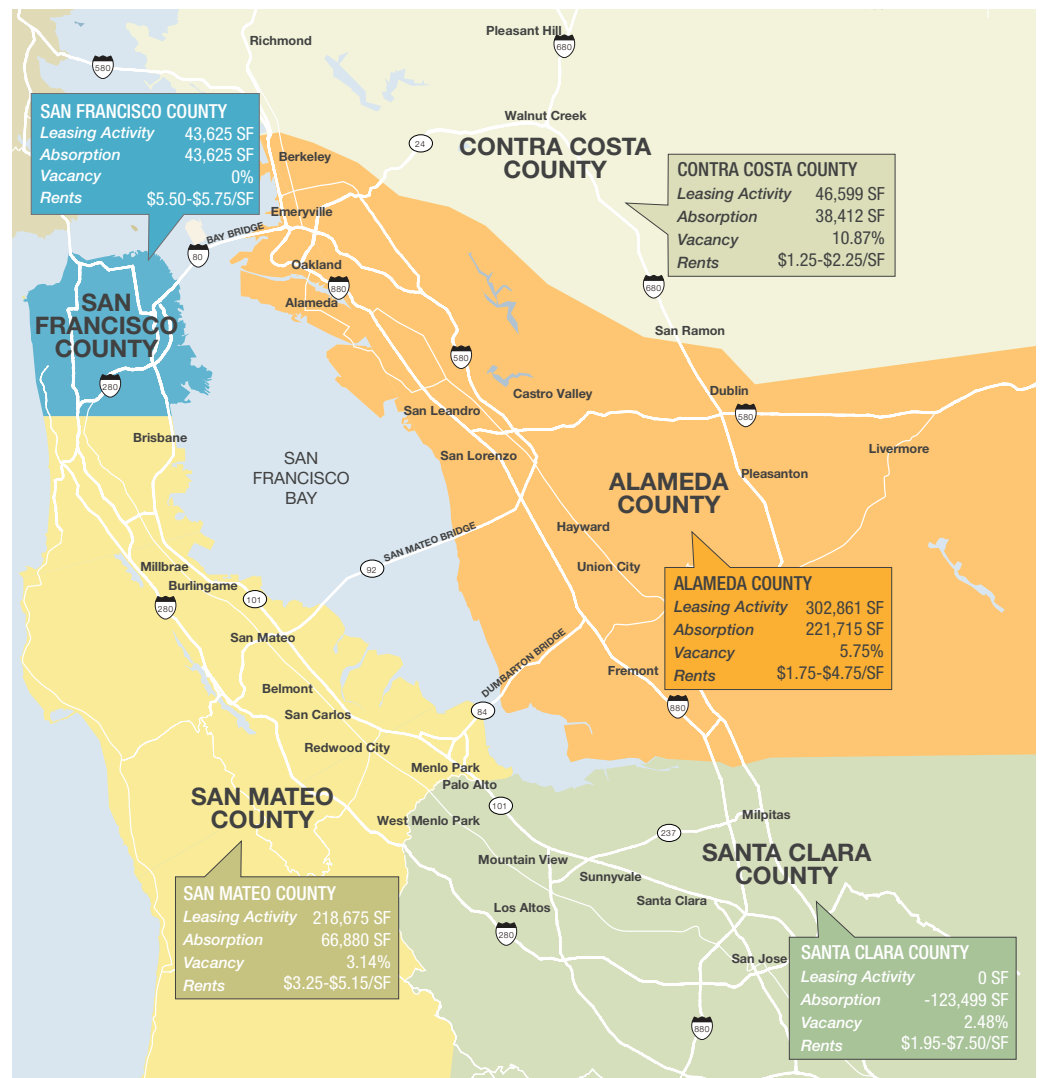 Richmond
Pleasant Hill
680
580
SAN FRANCISCO COUNTY
Leasing Activity 43,625 SF
Absorption 43,625 SF
Vacancy 0%
Rents $5.50-$5.75/SF
Walnut Creek
24
CONTRA COSTA
COUNTY
Berkeley
CONTRA COSTA COUNTY
Leasing Activity 46,599 SF
Absorption 38,412 SF
Vacancy 10.87%
Rents $1.25-$2.25/SF
Emeryville
BAY BRIDGE
80
Oakland
880
680
Alameda
SAN
FRANCISCO
COUNTY
San Ramon
580
280
Castro Valley
Dublin
San Leandro
580
Brisbane
Livermore
San Lorenzo
SAN
FRANCISCO
BAY
Pleasanton
ALAMEDA
COUNTY
Hayward
SAN MATEO BRIDGE
92
Union City
Millbrae
Burlingame
101
280
ALAMEDA COUNTY
Leasing Activity 302,861 SF
Absorption 221,715 SF
Vacancy 5.75%
Rents $1.75-$4.75/SF
San Mateo
DUMBARTON BRIDGE
Fremont
Belmont
880
84
San Carlos
Redwood City
Menlo Park
Palo Alto
SAN MATEO
COUNTY
101
West Menlo Park
Milpitas
237
SANTA CLARA
COUNTY
Mountain View
Sunnyvale
SAN MATEO COUNTY
Leasing Activity 218,675 SF
Absorption 66,880 SF
Vacancy 3.14%
Rents $3.25-$5.15/SF
Santa Clara
Los Altos
280
San Jose
SANTA CLARA COUNTY
Leasing Activity 0 SF
Absorption -123,499 SF
Vacancy 2.48%
Rents $1.95-$7.50/SF
880